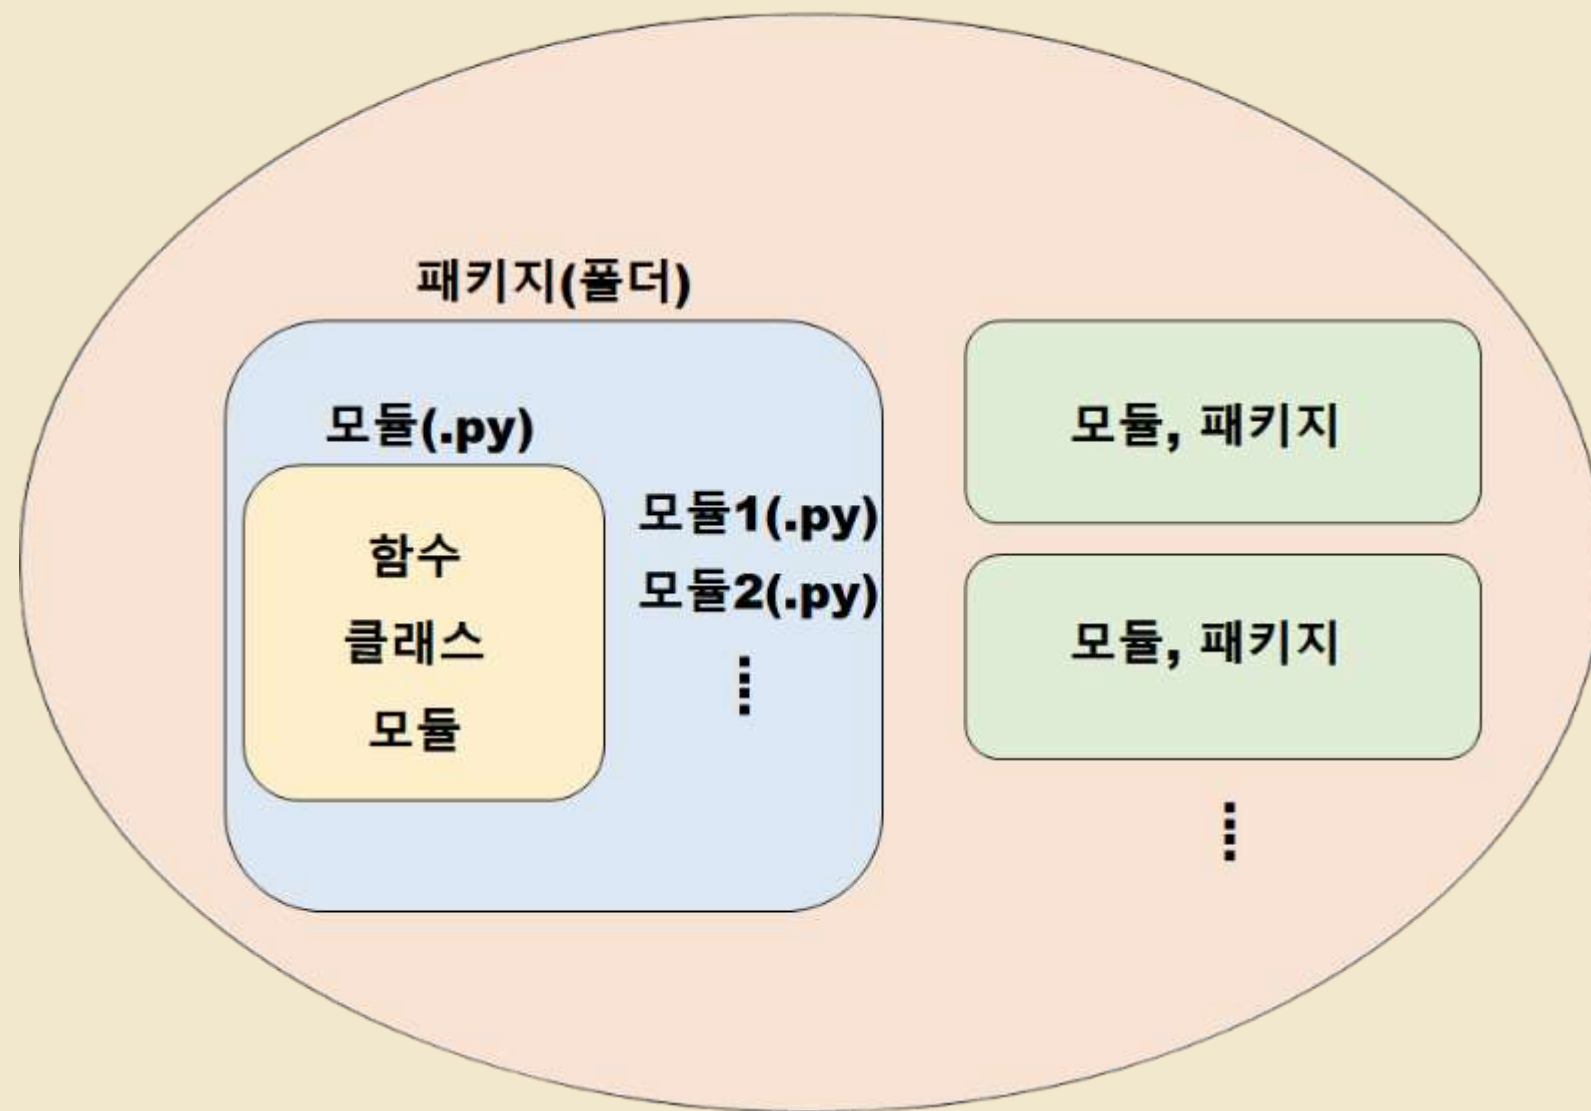 패키지(폴더)
모듈(.py)
함수
클래스
모듈
모듈1(.py)
모듈2(.py)
모듈, 패키지
모듈, 패키지